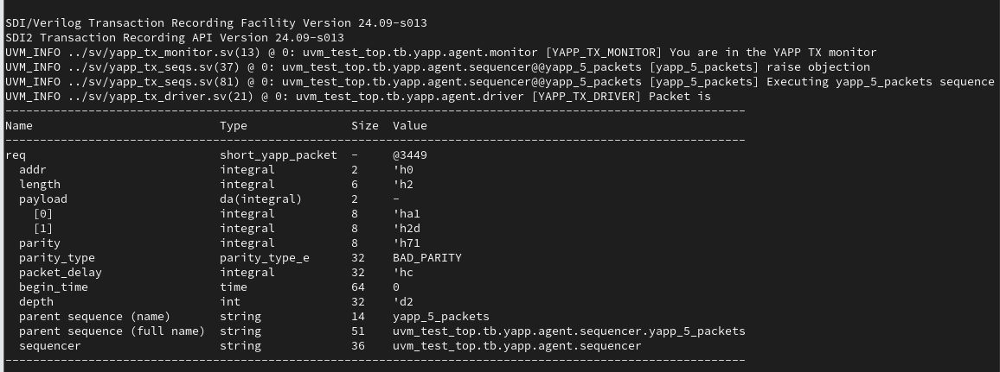 SDI/Verilog Transaction Recording Facility Version 24.09-s013
SDI2 Transaction Recording API Version 24.09-s013
UVM_INFO ../sv/yapp_tx_monitor.sv(13) @ 0: uvm_test_top.tb.yapp.agent.monitor [YAPP_TX_MONITOR] You are in the YAPP TX monitor
UVM_INFO ../sv/yapp_tx_seqs.sv(37) @ 0: uvm_test_top.tb.yapp.agent.sequencer@@yapp_5_packets [yapp_5_packets] raise objection
UVM_INFO ../sv/yapp_tx_seqs.sv(81) @ 0: uvm_test_top.tb.yapp.agent.sequencer@@yapp_5_packets [yapp_5_packets] Executing yapp_5_packets sequence
UVM_INFO ../sv/yapp_tx_driver.sv(21) @ 0: uvm_test_top.tb.yapp.agent.driver [YAPP_TX_DRIVER] Packet is
-----------------------------------------------------------------------------------------------------------
Name                           Type               Size  Value
-----------------------------------------------------------------------------------------------------------
req                            short_yapp_packet  -     @3449
  addr                         integral           2     'h0
  length                       integral           6     'h2
  payload                      da(integral)       2     -
    [0]                        integral           8     'ha1
    [1]                        integral           8     'h2d
  parity                       integral           8     'h71
  parity_type                  parity_type_e      32    BAD_PARITY
  packet_delay                 integral           32    'hc
  begin_time                   time               64    0
  depth                        int                32    'd2
  parent sequence (name)       string             14    yapp_5_packets
  parent sequence (full name)  string             51    uvm_test_top.tb.yapp.agent.sequencer.yapp_5_packets
  sequencer                    string             36    uvm_test_top.tb.yapp.agent.sequencer
-----------------------------------------------------------------------------------------------------------